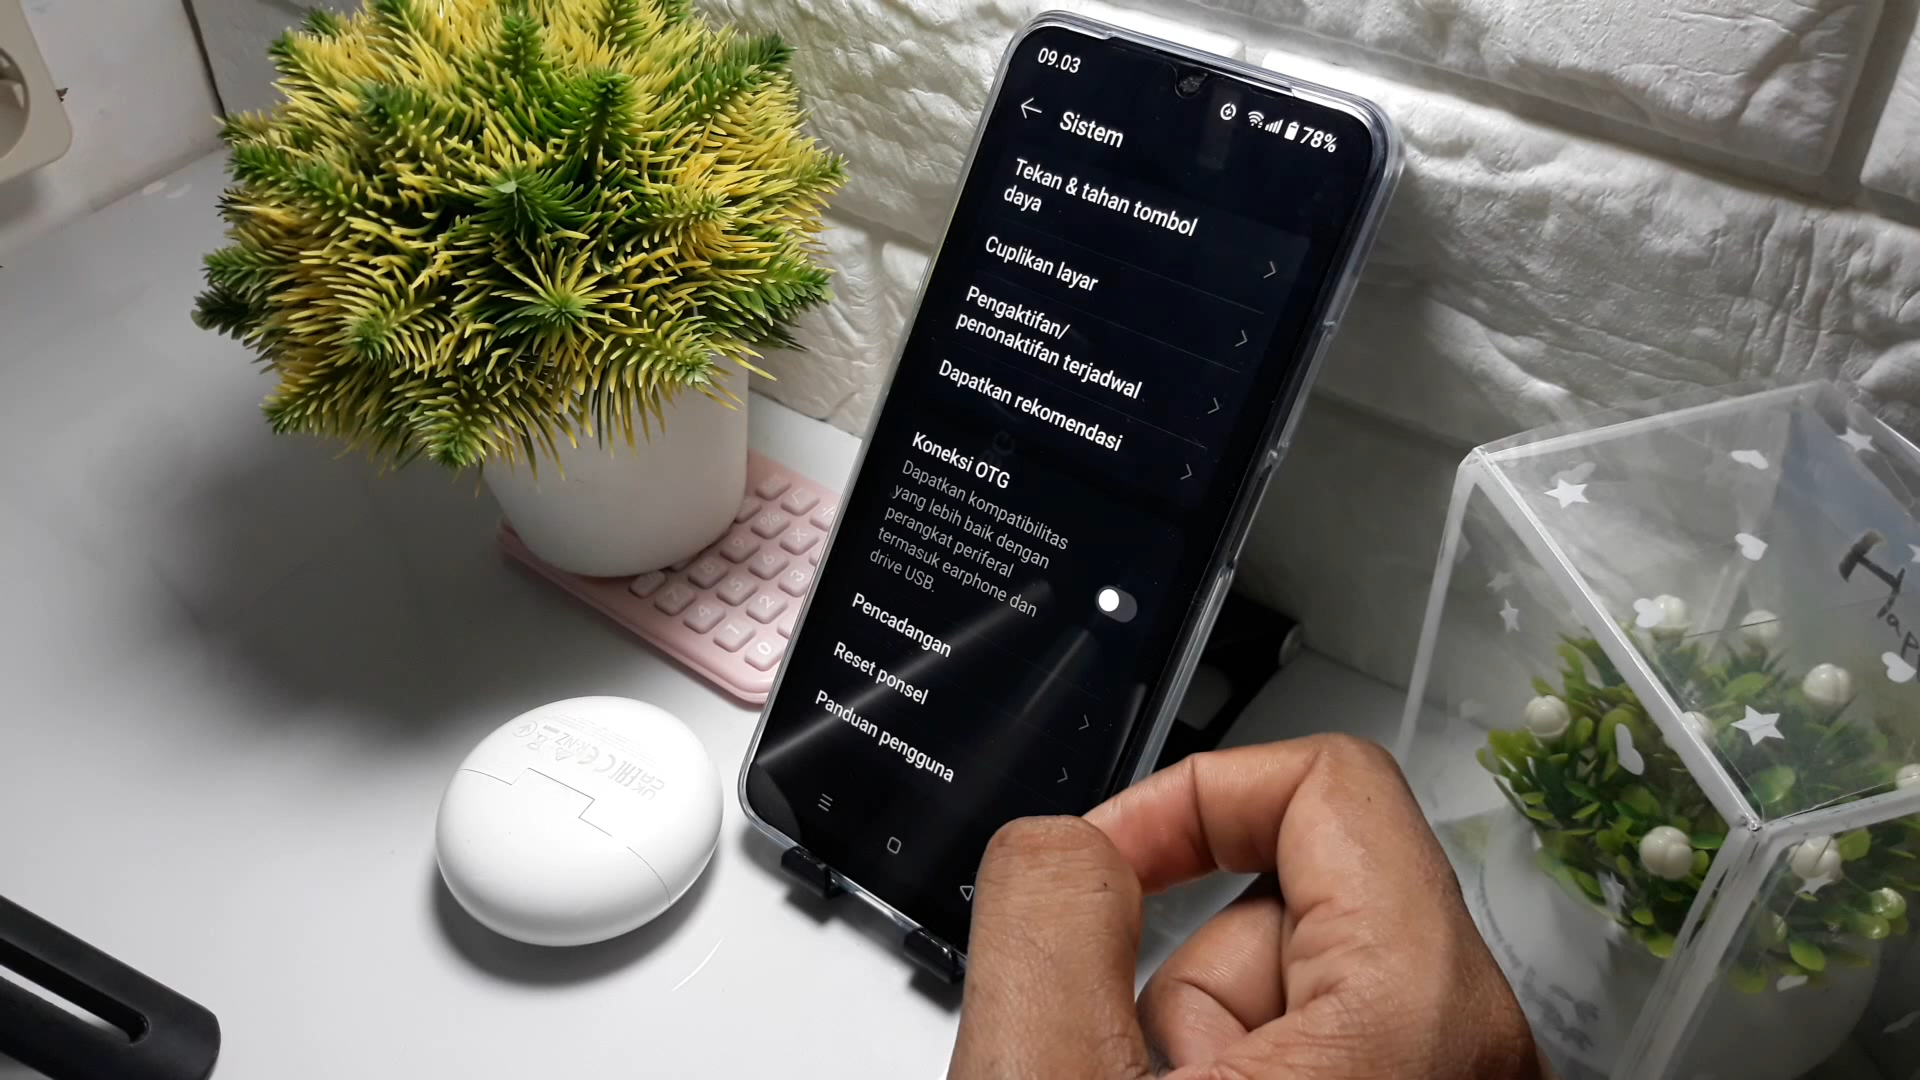 09.03
78%
Sistem
Tekan & tahan tombol
daya
Cuplikan layar
Pengaktifan/
penonaktifan terjadwal
Dapatkan rekomendasi
Koneksi OTG
Dapatkan kompatibilitas
yang lebih baik dengan
perangkat periferal
termasuk earphone dan
drive USB.
Pencadangan
Reset ponsel
Panduan pengguna